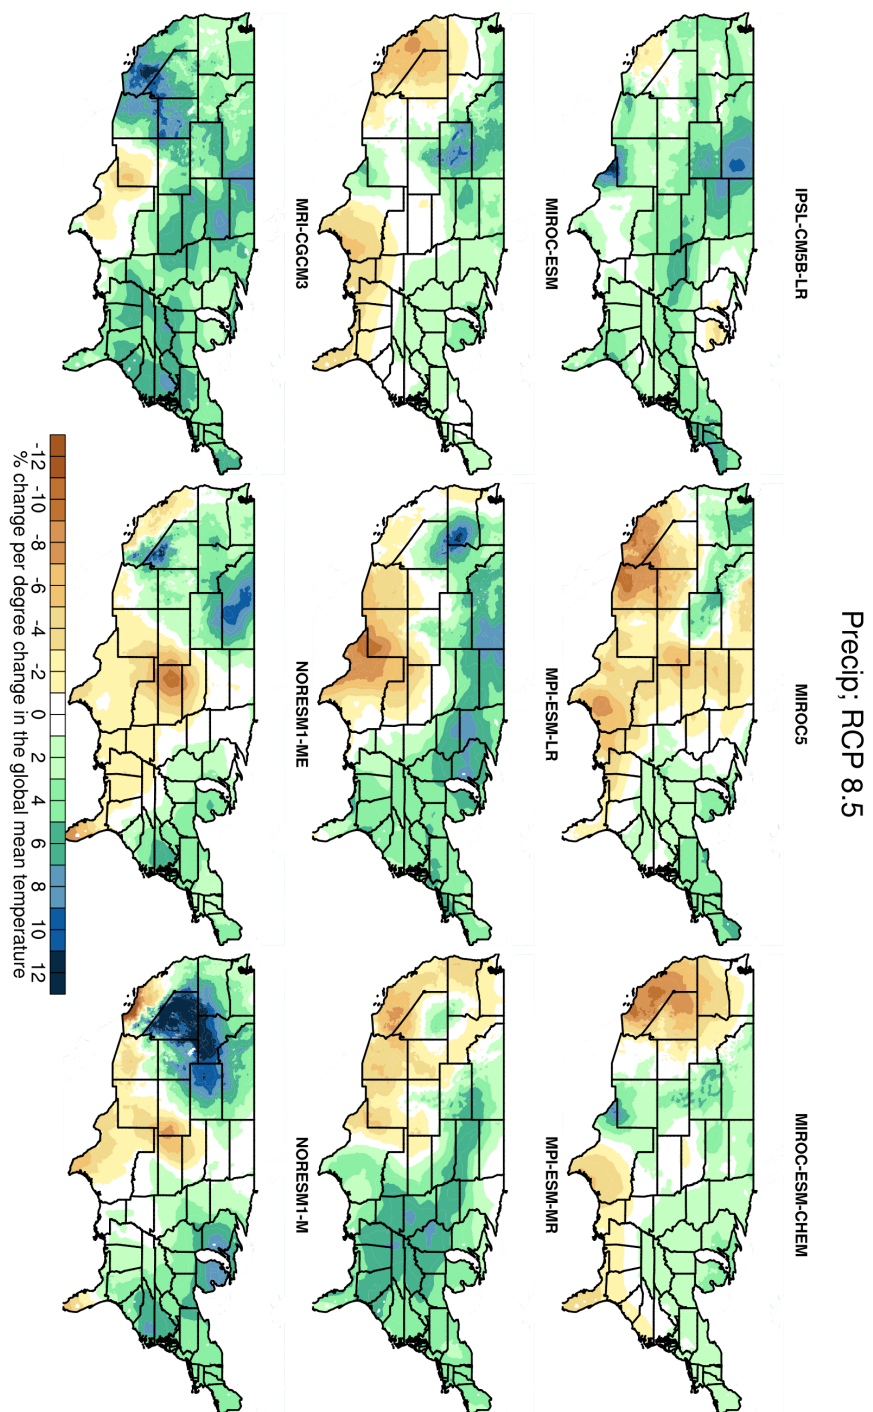 Precip; RCP 8.5
IPSL-CM5B-LR
MIROC5
MIROC-ESM-CHEM
MIROC-ESM
MPI-ESM-LR
MPI-ESM-MR
MRI-CGCM3
NORESM1-ME
NORESM1-M
-12 -10 -8 -6 -4 -2 0 2 4 6 8 10 12
% change per degree change in the global mean temperature